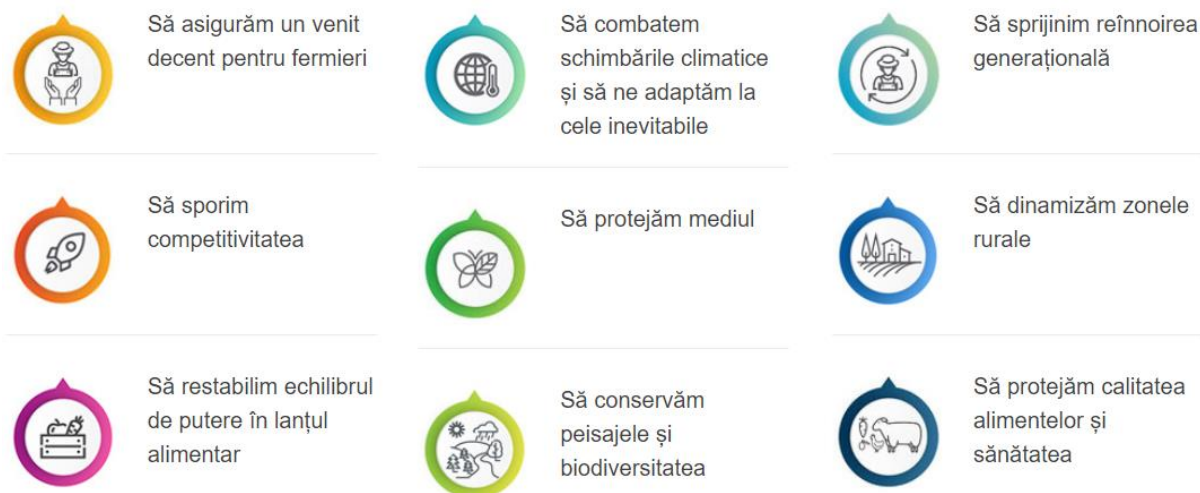 Să asigurăm un venit
decent pentru fermieri
Să combatem
schimbările climatice
și să ne adaptăm la
cele inevitabile
Să sprijinim reînnoirea
generațională
Să sporim
competitivitatea
Să protejăm mediul
Să dinamizăm zonele
rurale
Să restabilim echilibrul
de putere în lanțul
alimentar
Să conservăm
peisajele și
biodiversitatea
Să protejăm calitatea
alimentelor și
sănătatea